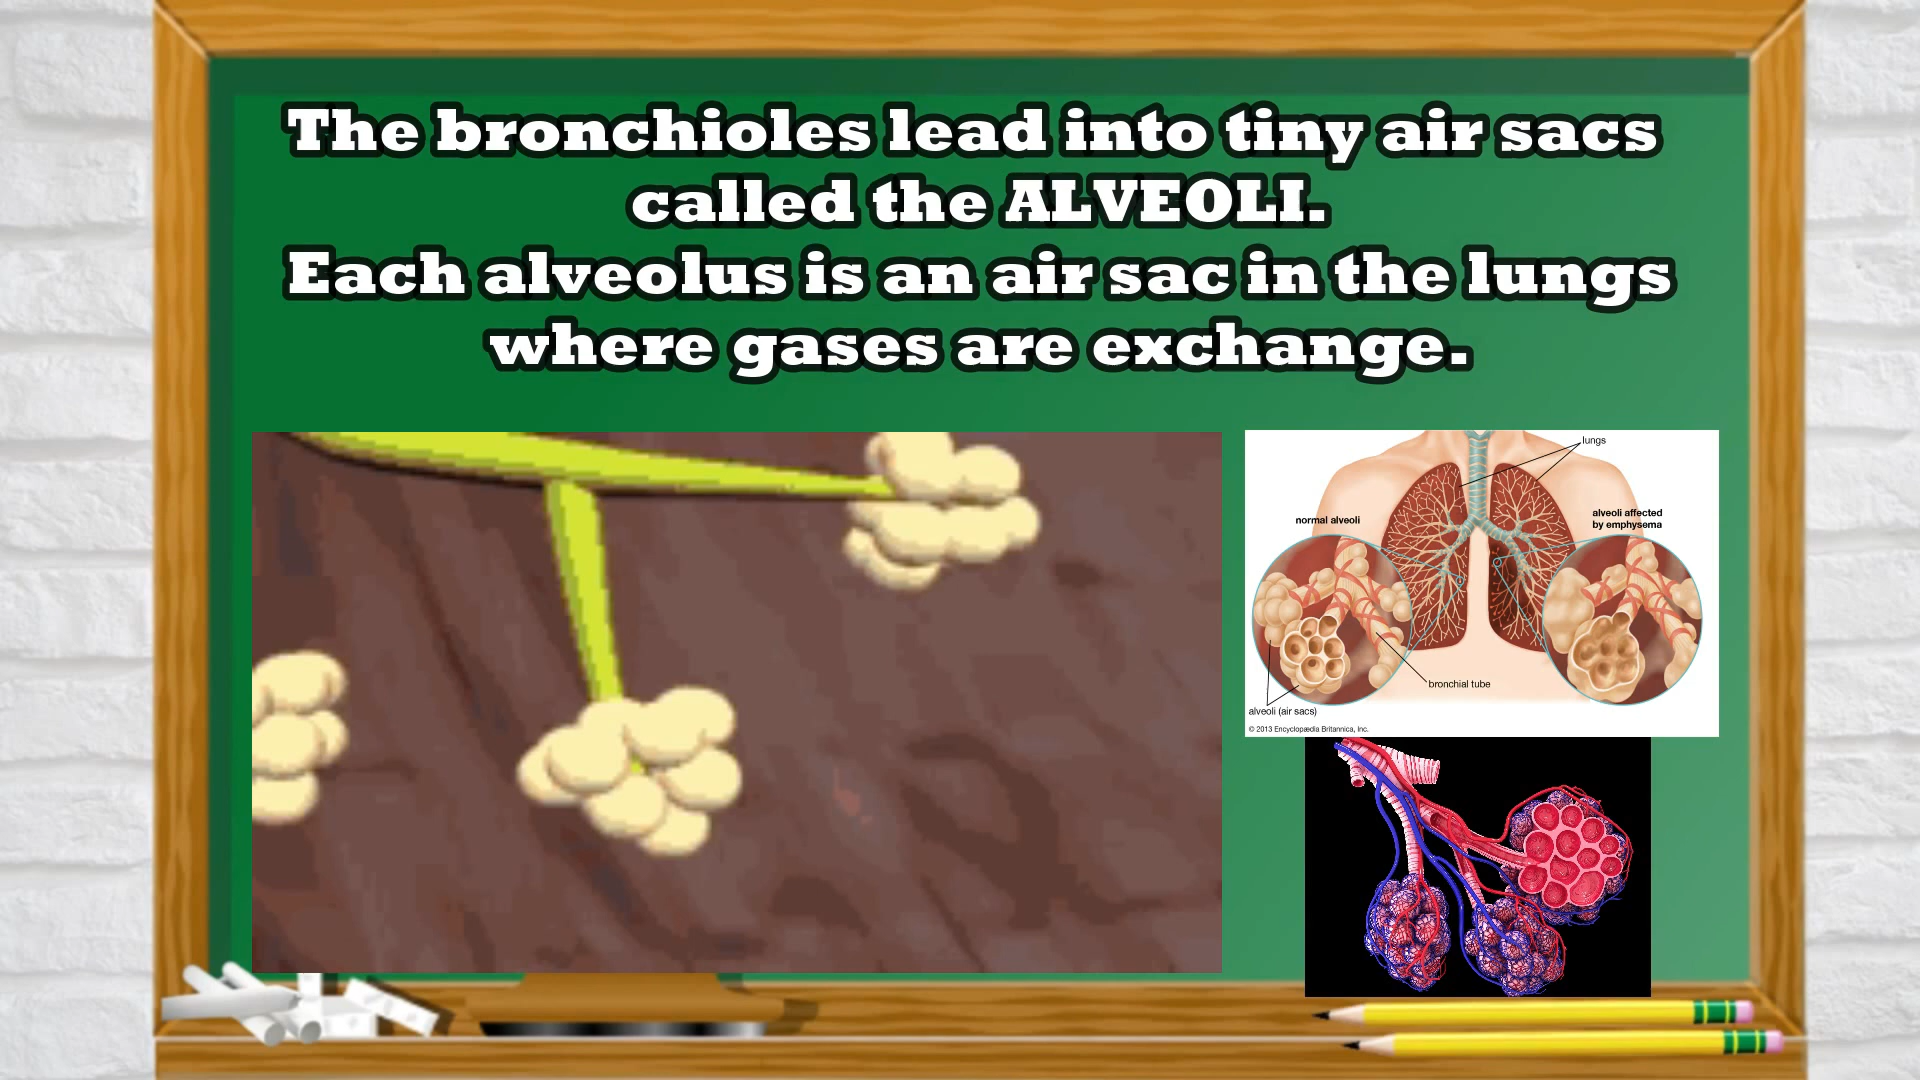 The bronchioles lead into tiny air sacs
called the ALVEOLI.
Each alveolus is an air sac in the lungs
where gases are exchange.
lungs
normal alveoli
alveoli affected
by emphysema
bronchial tube
alveoli (air sacs)
© 2013 Encyclopædia Britannica, Inc.